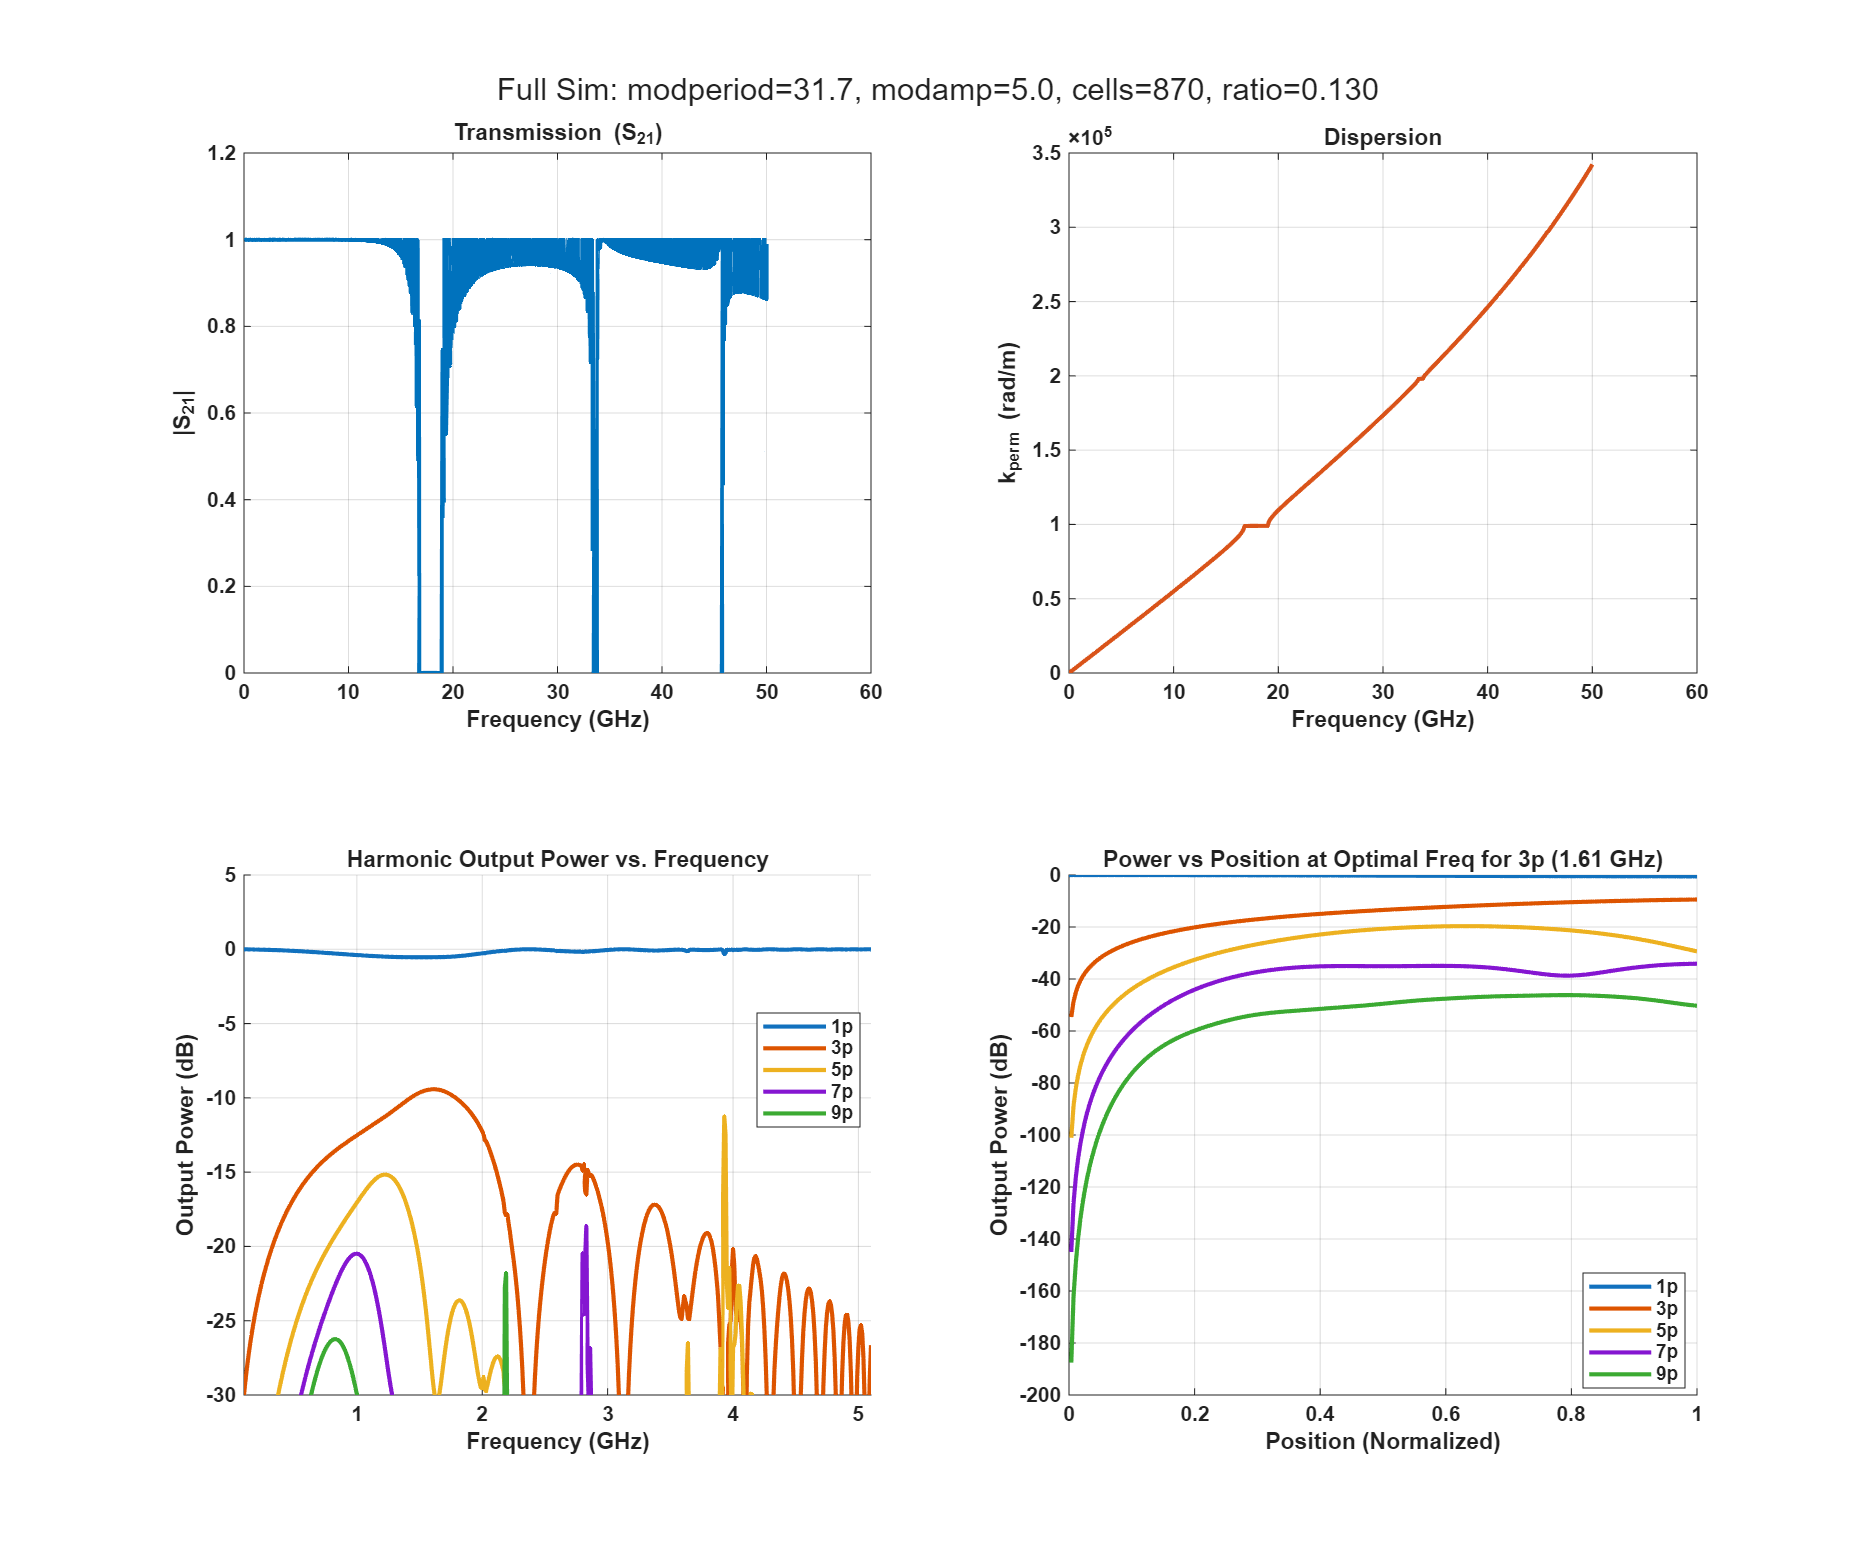 Full Sim: modperiod=31.7, modamp=5.0, cells=870, ratio=0.130
Transmission (S21)
1.2
1
0.8
0.6
0.4
0.2
0
|S21|
0 10 20 30 40 50 60
Frequency (GHz)
×10^5
Dispersion
3.5
3
2.5
2
1.5
1
0.5
0
kperm (rad/m)
0 10 20 30 40 50 60
Frequency (GHz)
Harmonic Output Power vs. Frequency
5
0
-5
-10
-15
-20
-25
-30
Output Power (dB)
1p
3p
5p
7p
9p
1 2 3 4 5
Frequency (GHz)
Power vs Position at Optimal Freq for 3p (1.61 GHz)
0
-20
-40
-60
-80
-100
-120
-140
-160
-180
-200
Output Power (dB)
1p
3p
5p
7p
9p
0 0.2 0.4 0.6 0.8 1
Position (Normalized)